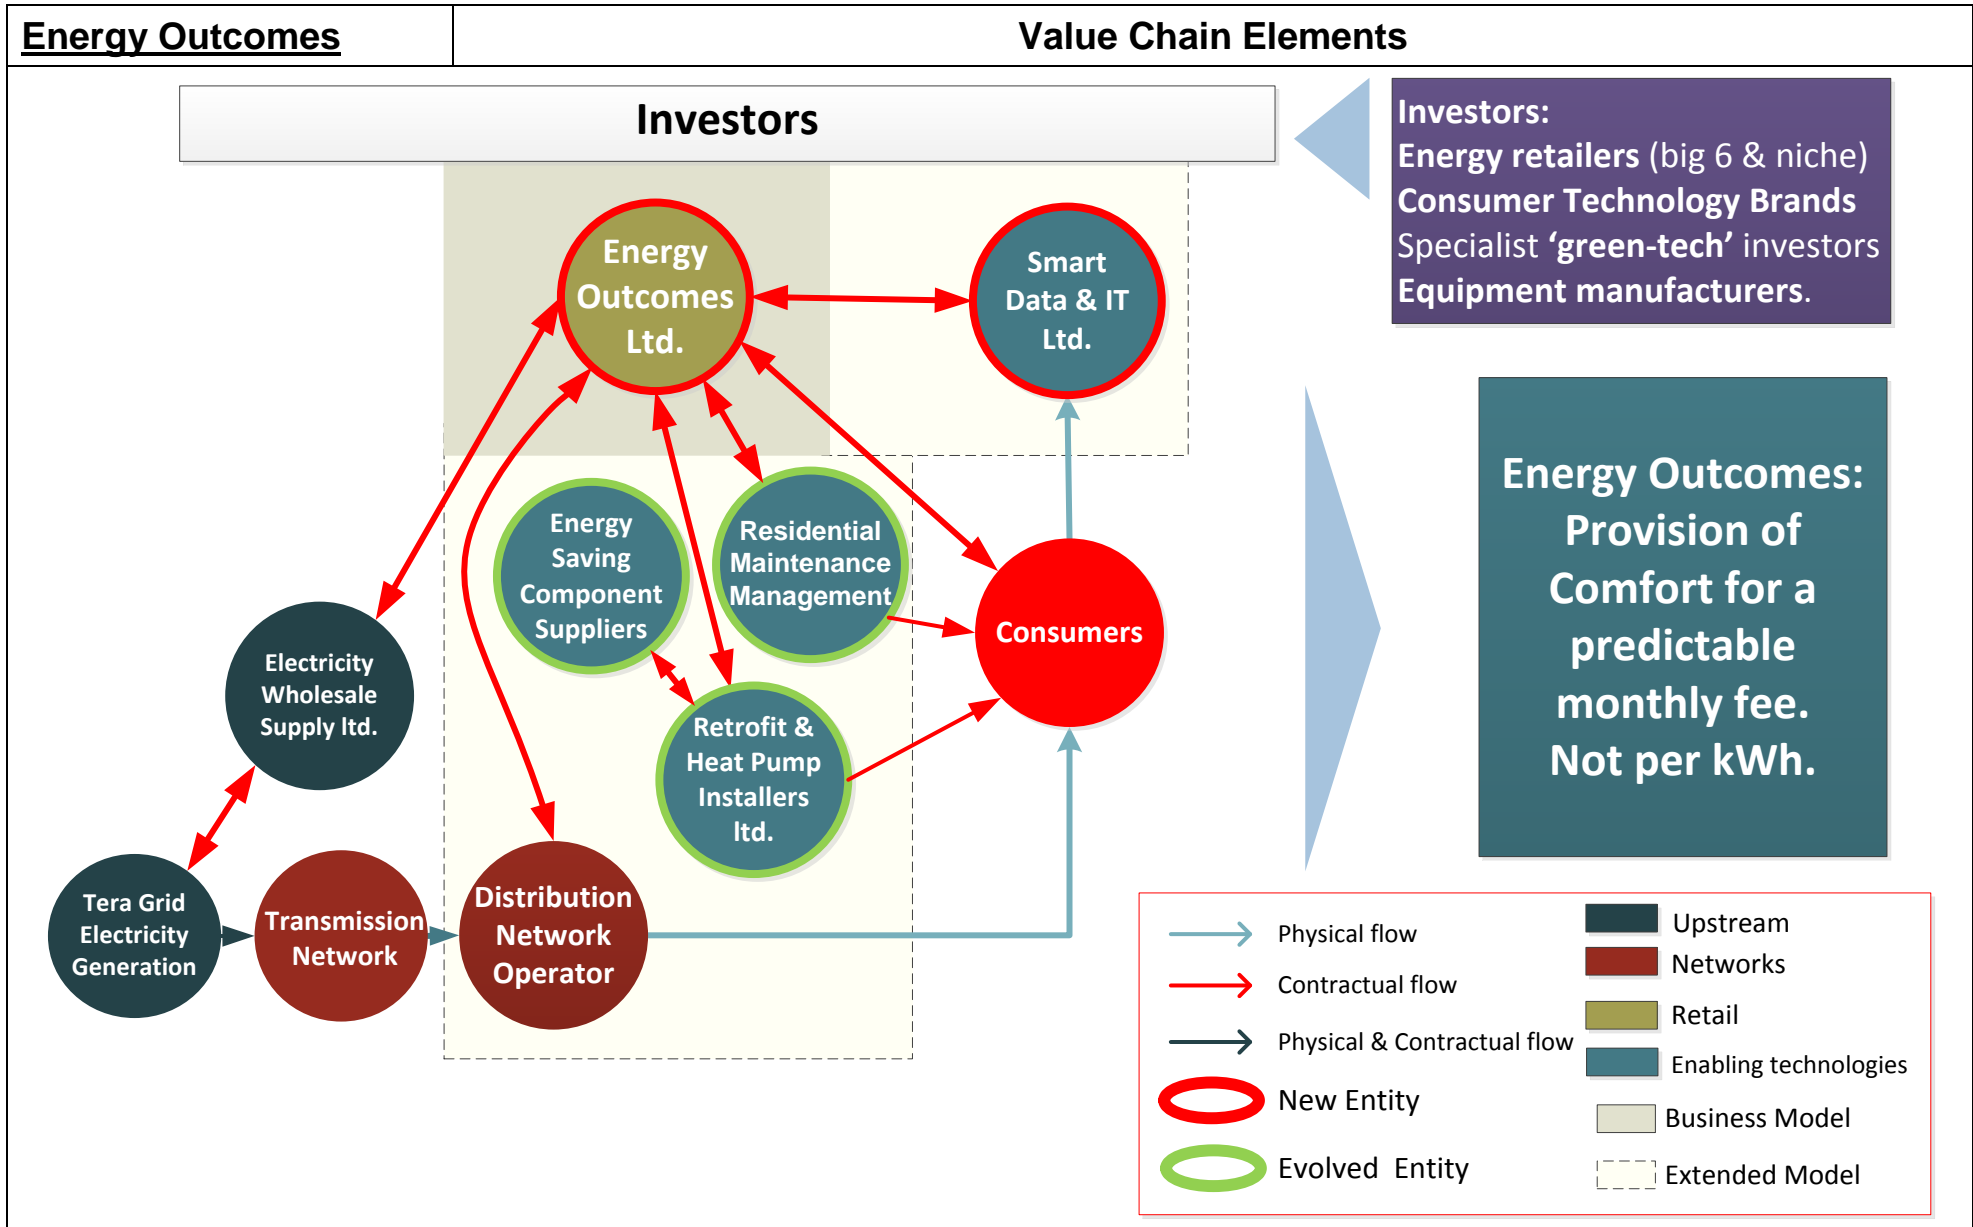 Energy Outcomes
Value Chain Elements
Investors
Investors:
Energy retailers (big 6 & niche)
Consumer Technology Brands
Specialist ‘green-tech’ investors
Equipment manufacturers.
Energy
Outcomes
Ltd.
Smart
Data & IT
Ltd.
Energy Outcomes:
Provision of
Comfort for a
predictable
monthly fee.
Not per kWh.
Energy
Saving
Component
Suppliers
Residential
Maintenance
Management
Consumers
Electricity
Wholesale
Supply ltd.
Retrofit &
Heat Pump
Installers
ltd.
Tera Grid
Electricity
Generation
Transmission
Network
Distribution
Network
Operator
Physical flow
Contractual flow
Physical & Contractual flow
New Entity
Evolved Entity
Upstream
Networks
Retail
Enabling technologies
Business Model
Extended Model